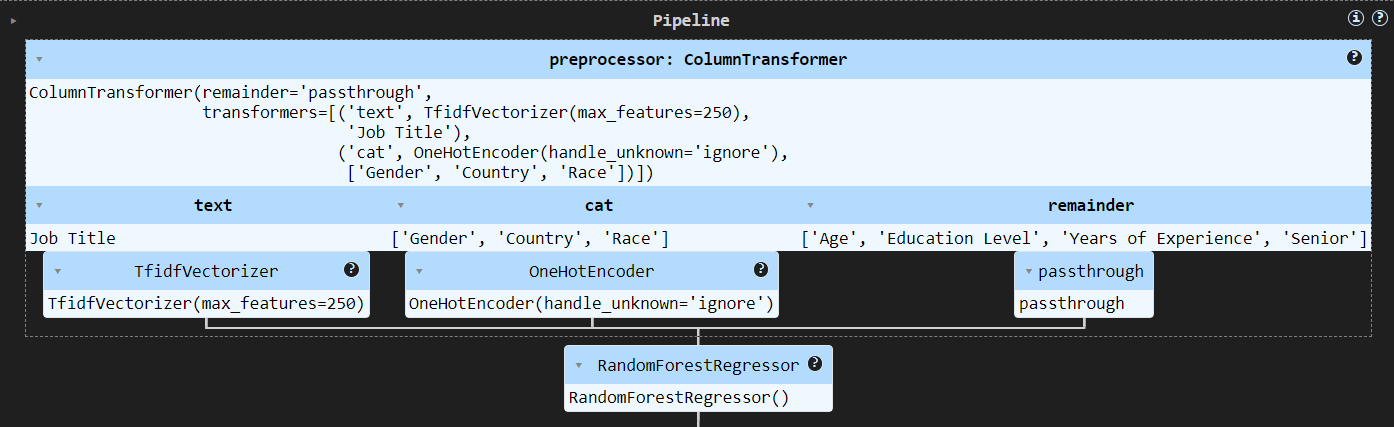 Pipeline
preprocessor: ColumnTransformer
ColumnTransformer(remainder='passthrough',
transformers=[('text', TfidfVectorizer(max_features=250),
'Job Title'),
('cat', OneHotEncoder(handle_unknown='ignore'),
['Gender', 'Country', 'Race'])])
text
cat
remainder
Job Title
['Gender', 'Country', 'Race']
['Age', 'Education Level', 'Years of Experience', 'Senior']
TfidfVectorizer
OneHotEncoder
passthrough
TfidfVectorizer(max_features=250)
OneHotEncoder(handle_unknown='ignore')
passthrough
RandomForestRegressor
RandomForestRegressor()